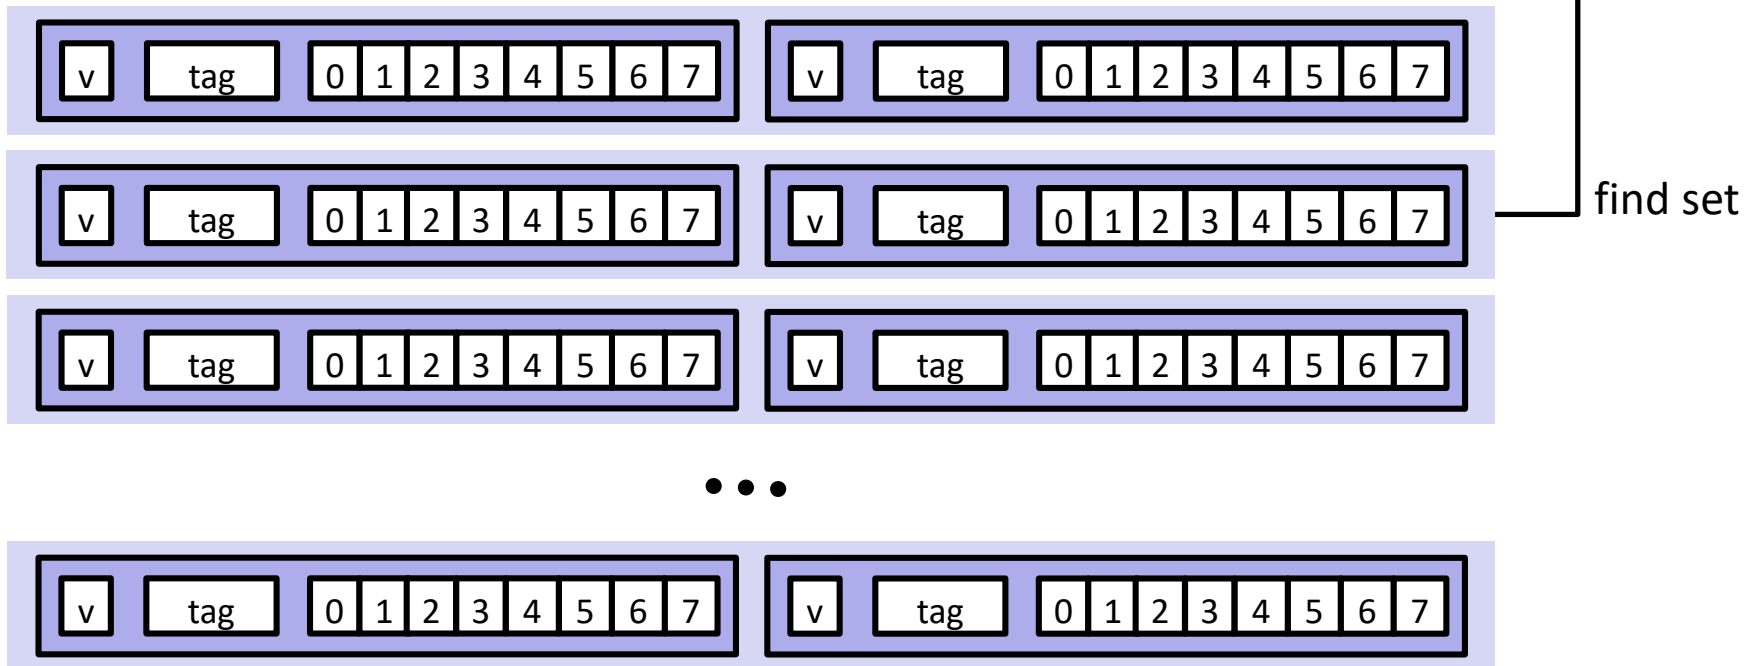 v tag 0 1 2 3 4 5 6 7 v tag 0 1 2 3 4 5 6 7
v tag 0 1 2 3 4 5 6 7 v tag 0 1 2 3 4 5 6 7 find set
v tag 0 1 2 3 4 5 6 7 v tag 0 1 2 3 4 5 6 7
...
v tag 0 1 2 3 4 5 6 7 v tag 0 1 2 3 4 5 6 7